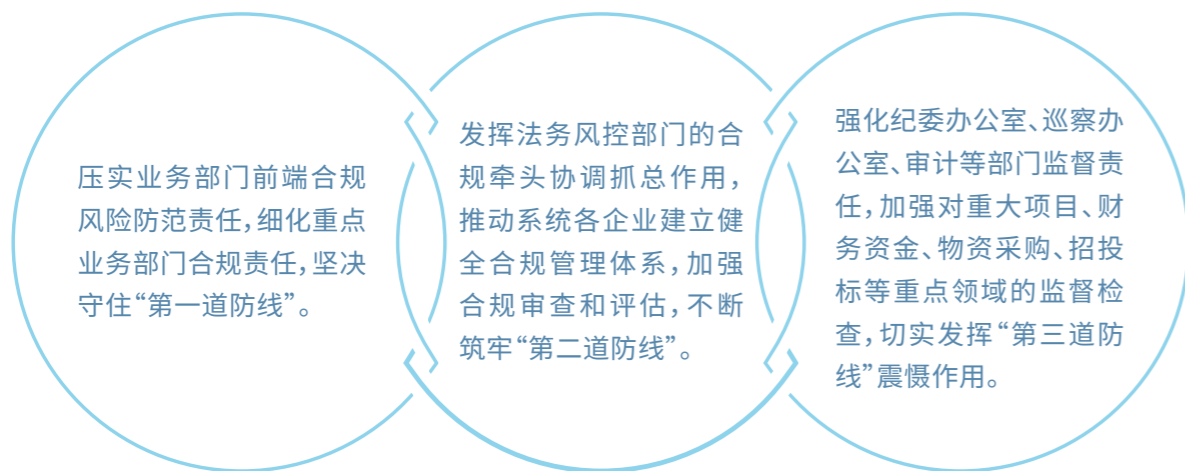 压实业务部门前端合规
风险防范责任，细化重点
业务部门合规责任，坚决
守住“第一道防线”。
发挥法务风控部门的合
规牵头协调抓总作用，
推动系统各企业建立健
全合规管理体系，加强
合规审查和评估，不断
筑牢“第二道防线”。
强化纪委办公室、巡察办
公室、审计等部门监督责
任，加强对重大项目、财
务资金、物资采购、招投
标等重点领域的监督检
查，切实发挥“第三道防
线”震慑作用。